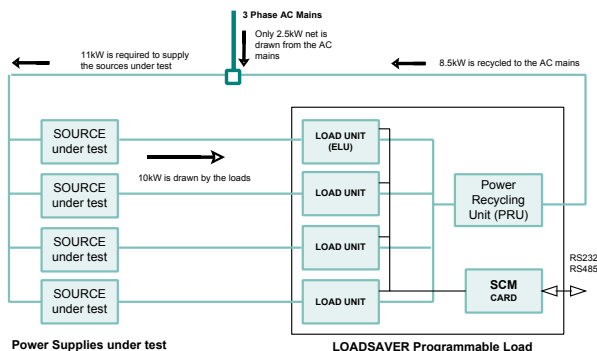 3 Phase AC Mains
Only 2.5kW net is
drawn from the AC
mains
11kW is required to supply
the sources under test
8.5kW is recycled to the AC mains
SOURCE
under test
LOAD UNIT
(ELU)
10kW is drawn by the loads
SOURCE
under test
LOAD UNIT
Power
Recycling
Unit (PRU)
SOURCE
under test
LOAD UNIT
RS232
RS485
SOURCE
under test
LOAD UNIT
SCM
CARD
Power Supplies under test
LOADSAVER Programmable Load